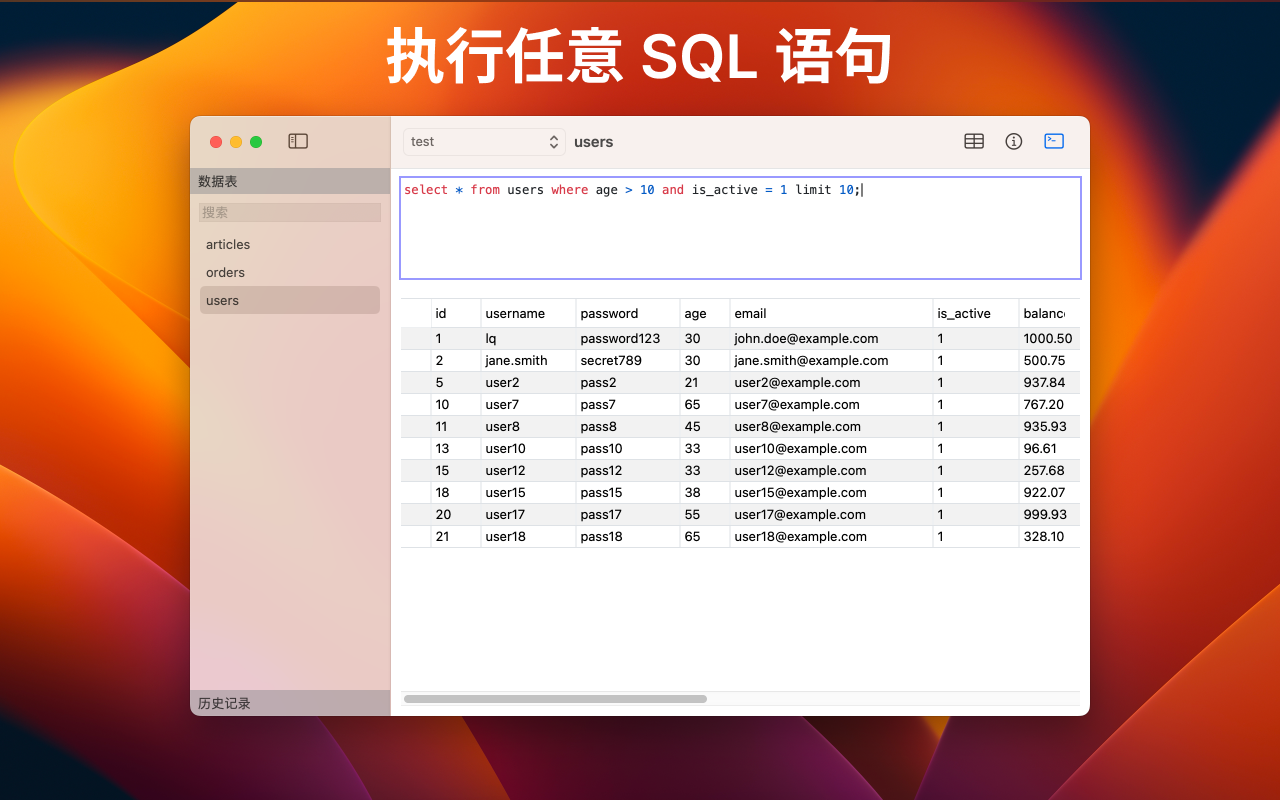 执行任意 SQL 语句
test users
数据表
搜索
articles
orders
users
历史记录
select * from users where age > 10 and is_active = 1 limit 10;
id username password age email is_active balanc
1 lq password123 30 john.doe@example.com 1 1000.50
2 jane.smith secret789 30 jane.smith@example.com 1 500.75
5 user2 pass2 21 user2@example.com 1 937.84
10 user7 pass7 65 user7@example.com 1 767.20
11 user8 pass8 45 user8@example.com 1 935.93
13 user10 pass10 33 user10@example.com 1 96.61
15 user12 pass12 33 user12@example.com 1 257.68
18 user15 pass15 38 user15@example.com 1 922.07
20 user17 pass17 55 user17@example.com 1 999.93
21 user18 pass18 65 user18@example.com 1 328.10